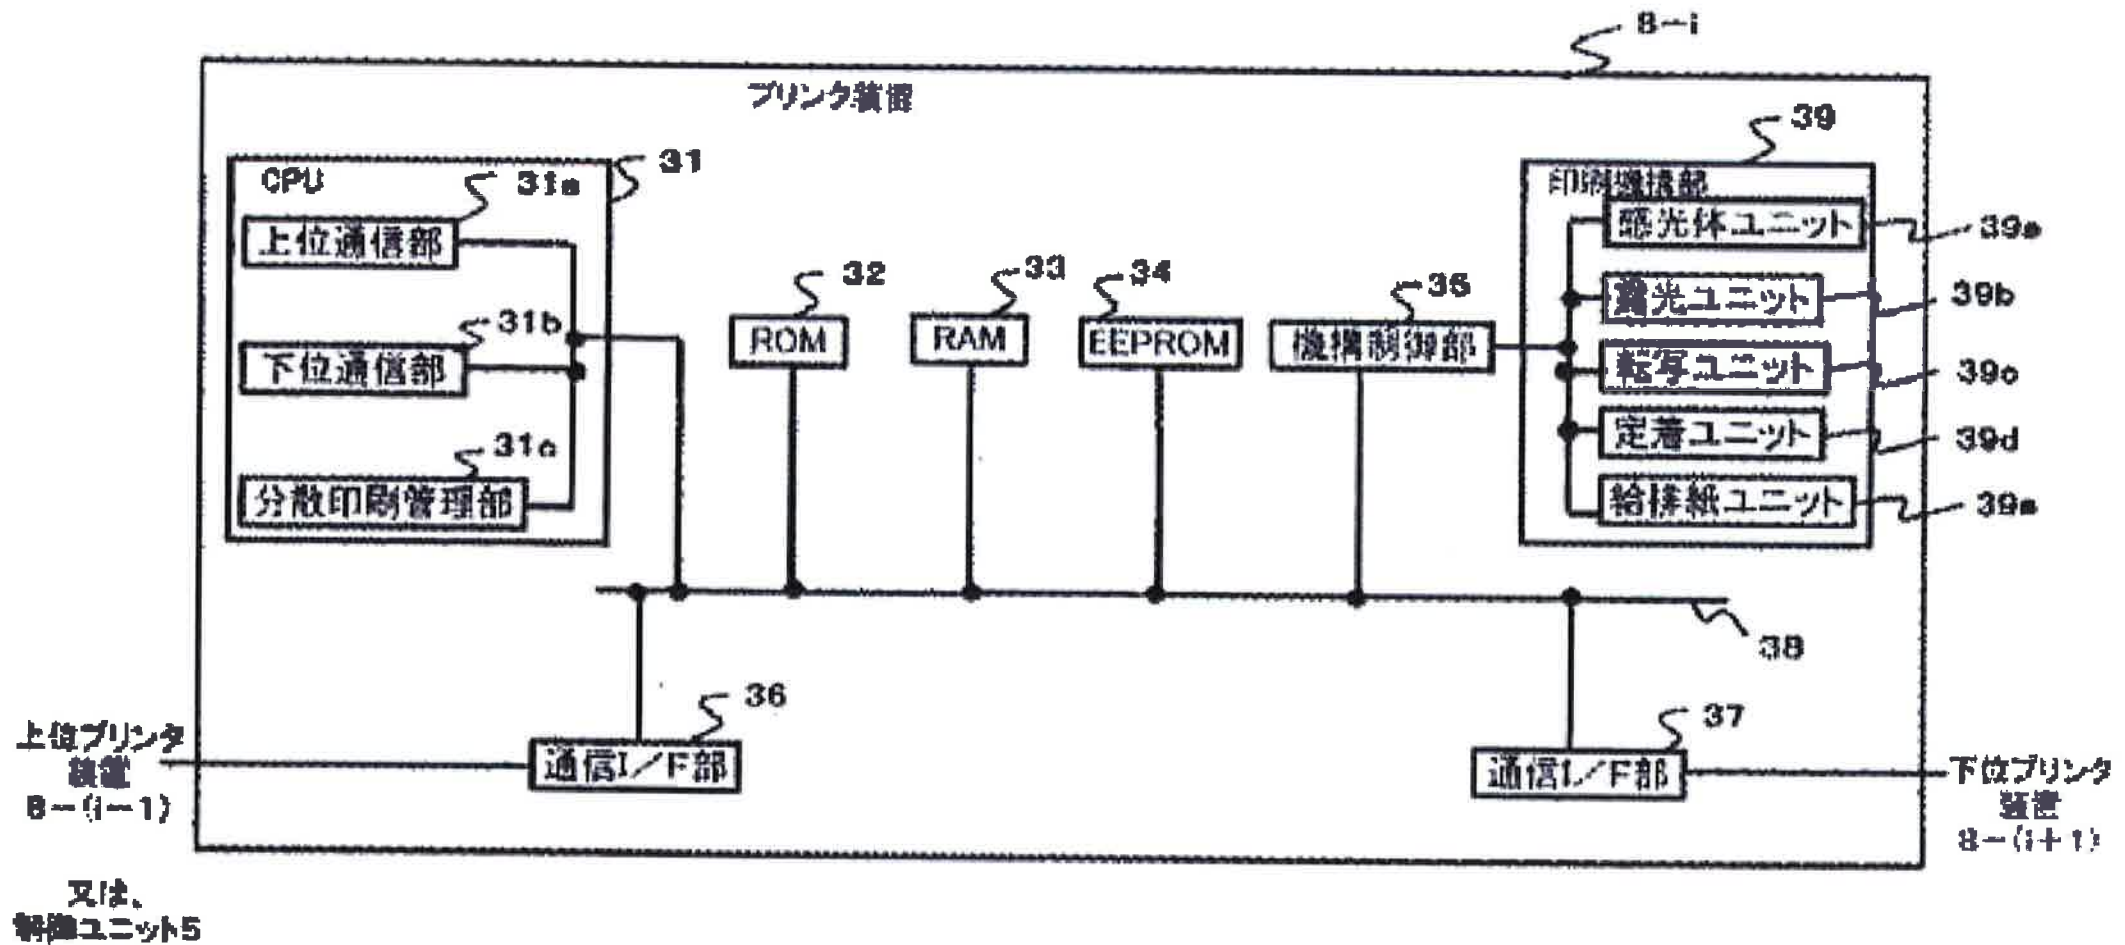 8-i
プリンタ装置
39
31
CPU
31a
印刷機構部
上位通信部
感光体ユニット
39a
32
33
34
35
露光ユニット
39b
31b
ROM
RAM
EEPROM
機構制御部
下位通信部
転写ユニット
39c
31c
定着ユニット
39d
分散印刷管理部
給排紙ユニット
39e
38
36
37
上位プリンタ
装置
8-(i-1)
通信I/F部
通信I/F部
下位プリンタ
装置
8-(i+1)
又は、
制御ユニット5